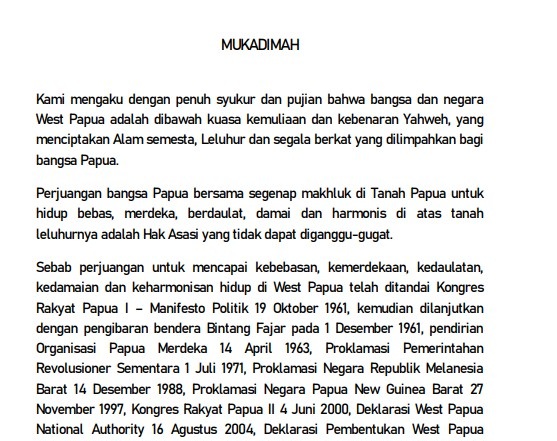 MUKADIMAH
Kami mengaku dengan penuh syukur dan pujian bahwa bangsa dan negara
West Papua adalah dibawah kuasa kemuliaan dan kebenaran Yahweh, yang
menciptakan Alam semesta, Leluhur dan segala berkat yang dilimpahkan bagi
bangsa Papua.
Perjuangan bangsa Papua bersama segenap makhluk di Tanah Papua untuk
hidup bebas, merdeka, berdaulat, damai dan harmonis di atas tanah
leluhurnya adalah Hak Asasi yang tidak dapat diganggu-gugat.
Sebab perjuangan untuk mencapai kebebasan, kemerdekaan, kedaulatan,
kedamaian dan keharmonisan hidup di West Papua telah ditandai Kongres
Rakyat Papua I – Manifesto Politik 19 Oktober 1961, kemudian dilanjutkan
dengan pengibaran bendera Bintang Fajar pada 1 Desember 1961, pendirian
Organisasi Papua Merdeka 14 April 1963, Proklamasi Pemerintahan
Revolusioner Sementara 1 Juli 1971, Proklamasi Negara Republik Melanesia
Barat 14 Desember 1988, Proklamasi Negara Papua New Guinea Barat 27
November 1997, Kongres Rakyat Papua II 4 Juni 2000, Deklarasi West Papua
National Authority 16 Agustus 2004, Deklarasi Pembentukan West Papua